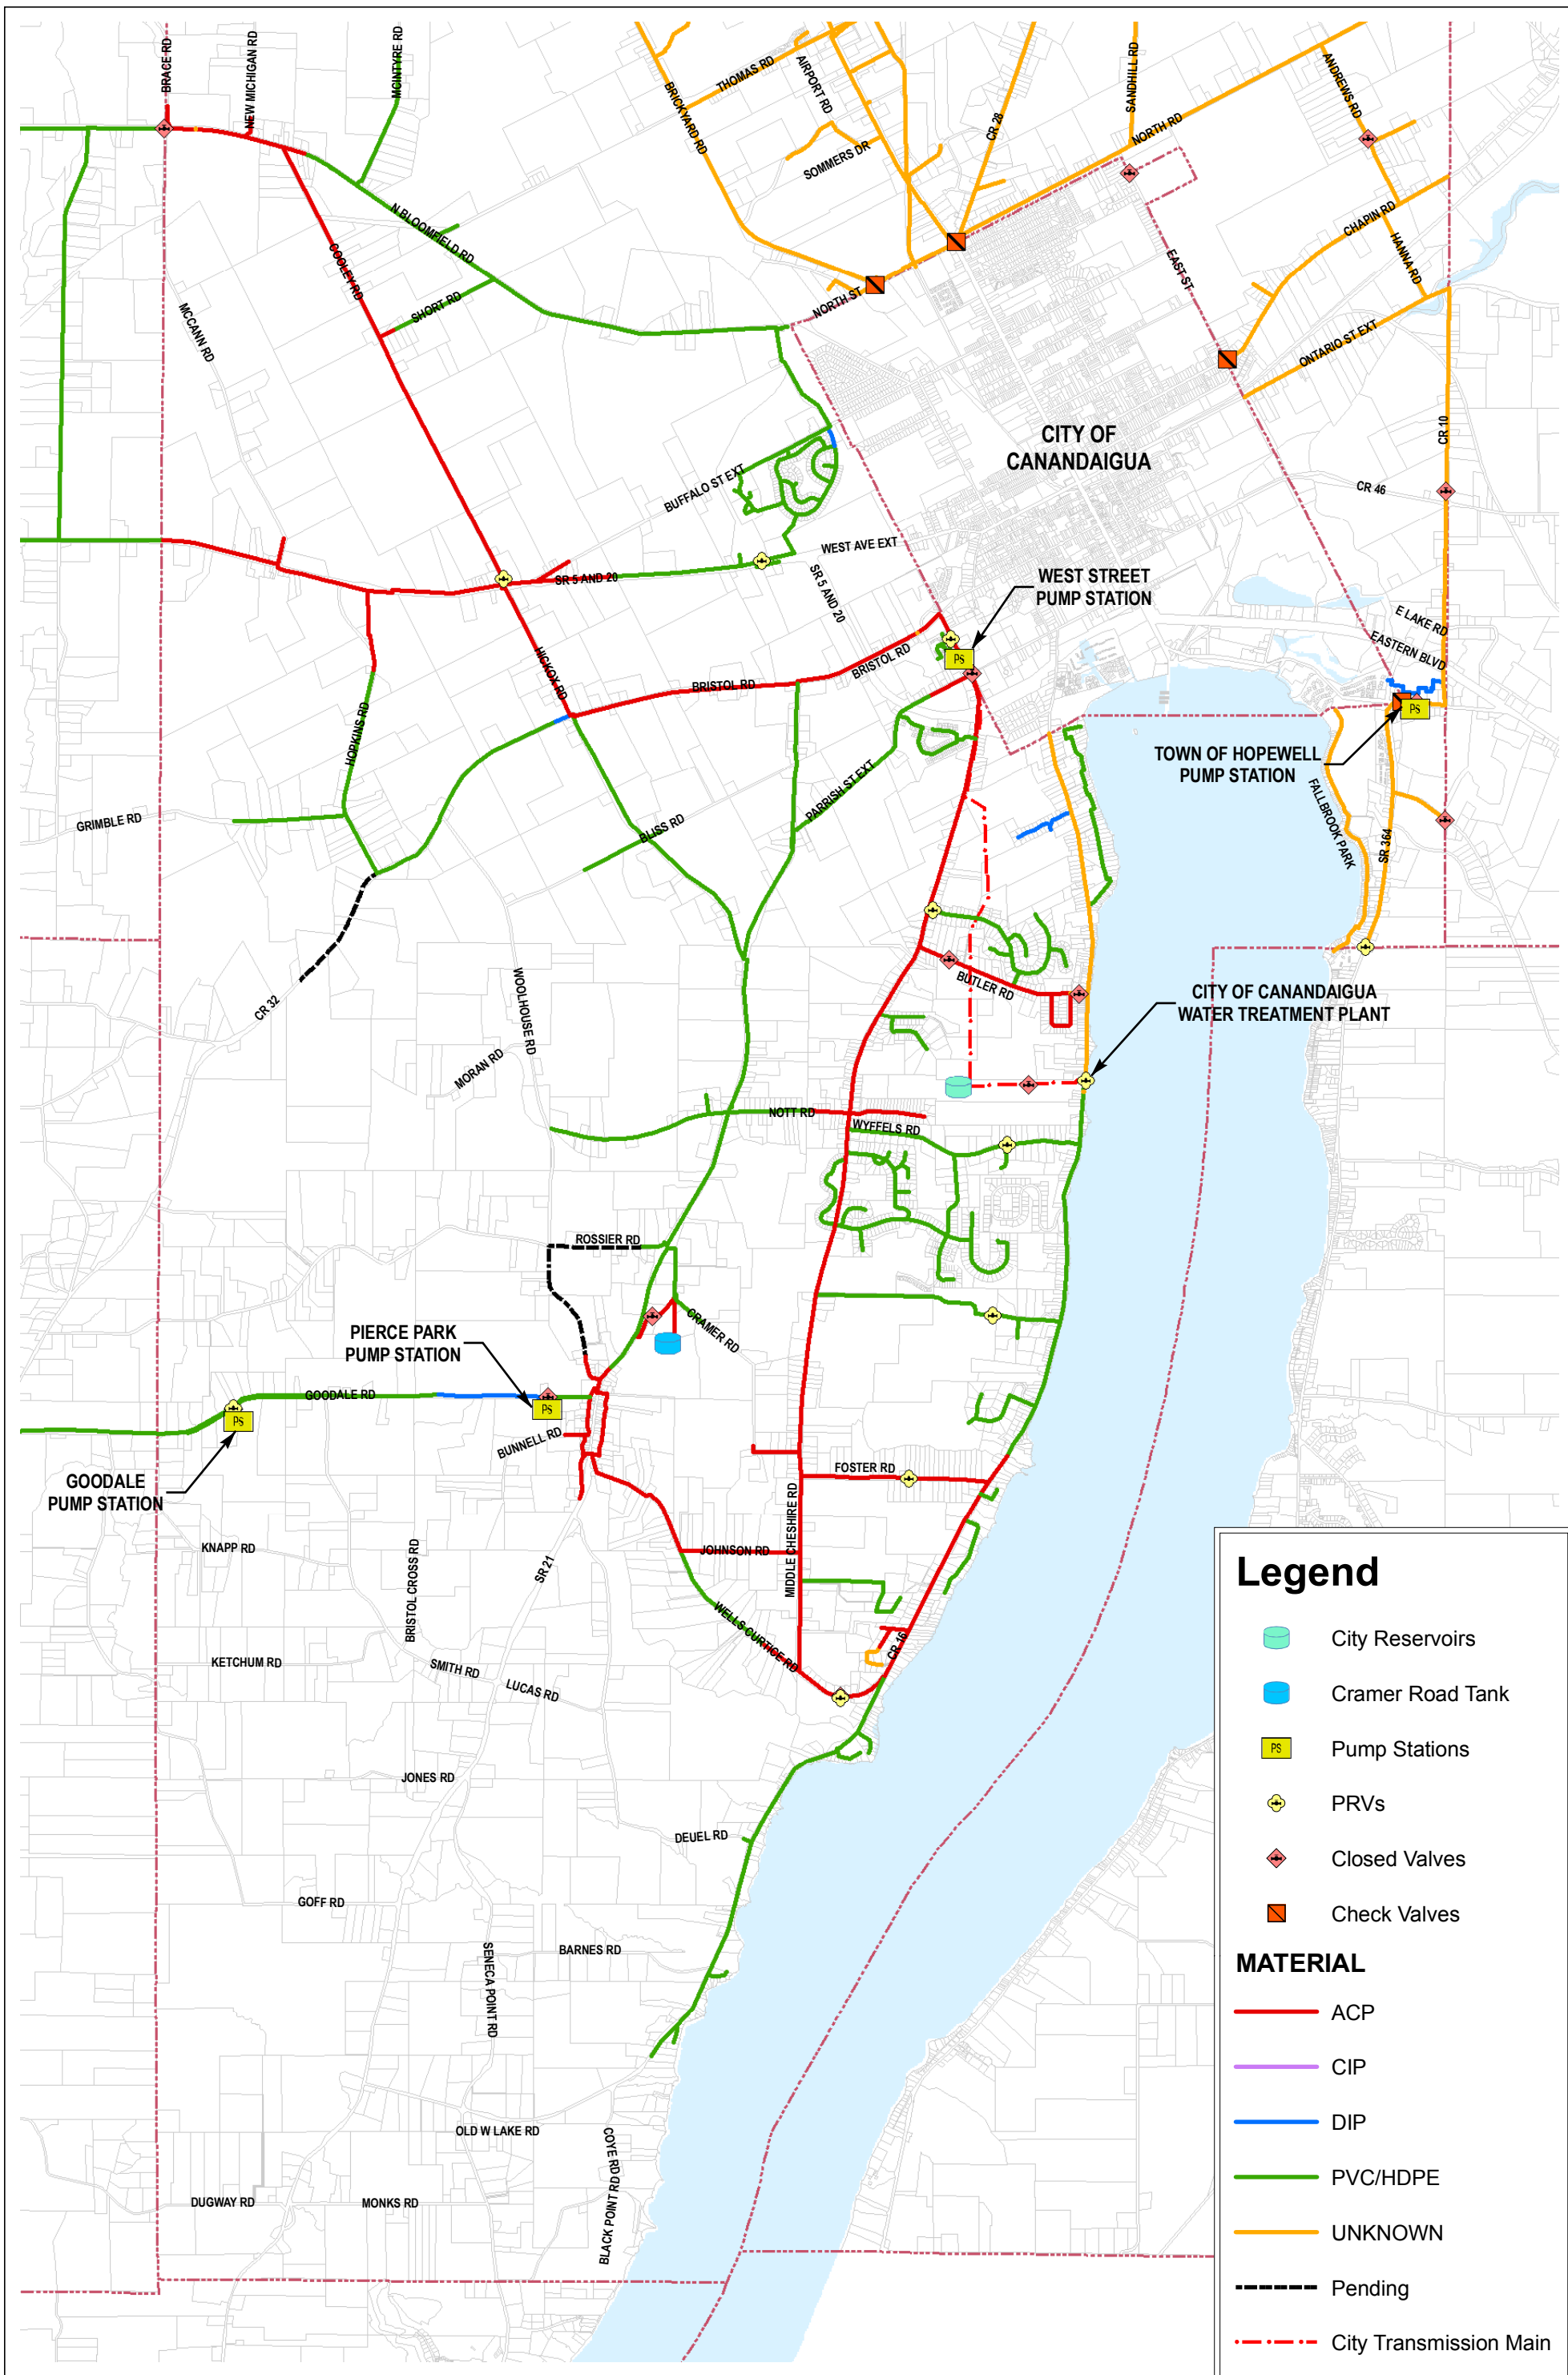 BRACE RD
NEW MICHIGAN RD
MCINTYRE RD
THOMAS RD
AIRPORT RD
BRICKYARD RD
SOMMERS DR
CR 28
SANDHILL RD
NORTH RD
ANDREWS RD
CHAPIN RD
HANNA RD
N BLOOMFIELD RD
COOLEY RD
SHORT RD
MCCANN RD
NORTH ST
EAST ST
ONTARIO ST EXT
CR 10
CITY OF
CANANDAIGUA
BUFFALO ST EXT
CR 46
WEST AVE EXT
SR 5 AND 20
SR 5 AND 20
WEST STREET
PUMP STATION
E LAKE RD
EASTERN BLVD
HICKOX RD
BRISTOL RD
BRISTOL RD
PS
PS
HOPKINS RD
TOWN OF HOPEWELL
PUMP STATION
PARRISH ST EXT
FALLBROOK PARK
SR 364
GRIMBLE RD
BLISS RD
WOOLHOUSE RD
BUTLER RD
CR 32
CITY OF CANANDAIGUA
WATER TREATMENT PLANT
MORAN RD
NOTT RD
WYFFELS RD
ROSSIER RD
CRAMER RD
PIERCE PARK
PUMP STATION
GOODALE RD
PS
PS
BUNNELL RD
GOODALE
PUMP STATION
FOSTER RD
MIDDLE CHESHIRE RD
KNAPP RD
BRISTOL CROSS RD
SR 21
JOHNSON RD
WELLS CURTICE RD
CR 16
KETCHUM RD
SMITH RD
LUCAS RD
JONES RD
DEUEL RD
GOFF RD
BARNES RD
SENECA POINT RD
OLD W LAKE RD
COYE RD
BLACK POINT RD
DUGWAY RD
MONKS RD
Legend
City Reservoirs
Cramer Road Tank
PS Pump Stations
PRVs
Closed Valves
Check Valves
MATERIAL
ACP
CIP
DIP
PVC/HDPE
UNKNOWN
Pending
City Transmission Main